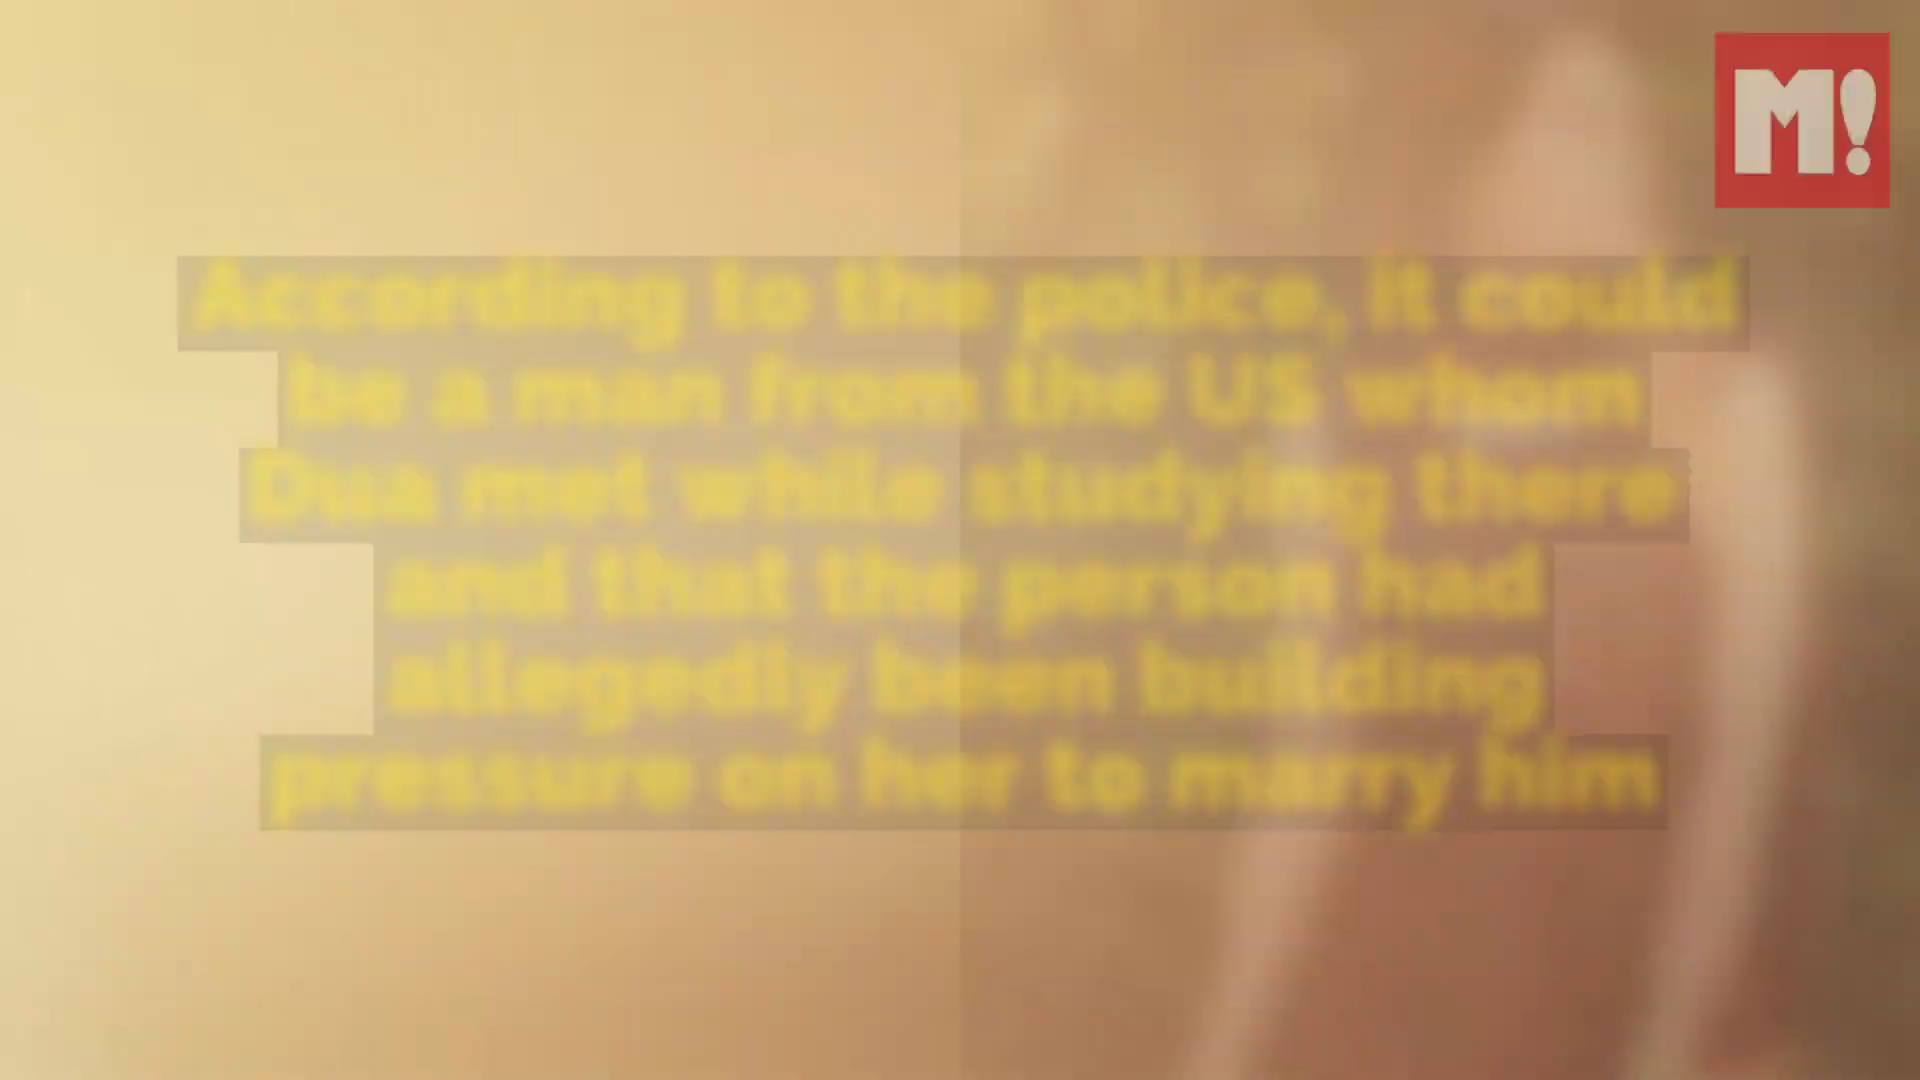 M!
According to the police, it could
be a man from the US whom
Dua met while studying there
and that the person had
allegedly been building
pressure on her to marry him